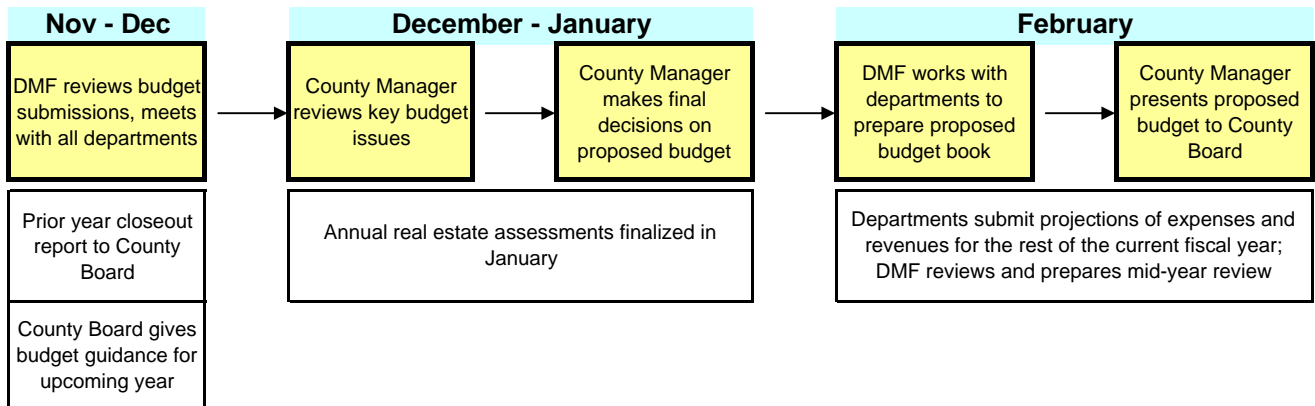 Nov - Dec
DMF reviews budget
submissions, meets
with all departments
Prior year closeout
report to County
Board
County Board gives
budget guidance for
upcoming year
December - January
County Manager
reviews key budget
issues
County Manager
makes final
decisions on
proposed budget
Annual real estate assessments finalized in
January
February
DMF works with
departments to
prepare proposed
budget book
County Manager
presents proposed
budget to County
Board
Departments submit projections of expenses and
revenues for the rest of the current fiscal year;
DMF reviews and prepares mid-year review